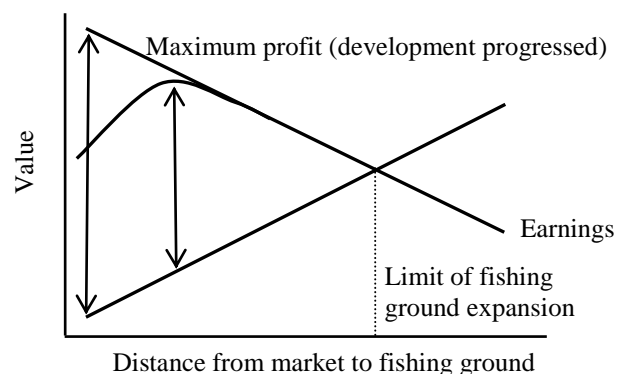 Maximum profit (development progressed)
Value
Earnings
Limit of fishing
ground expansion
Distance from market to fishing ground